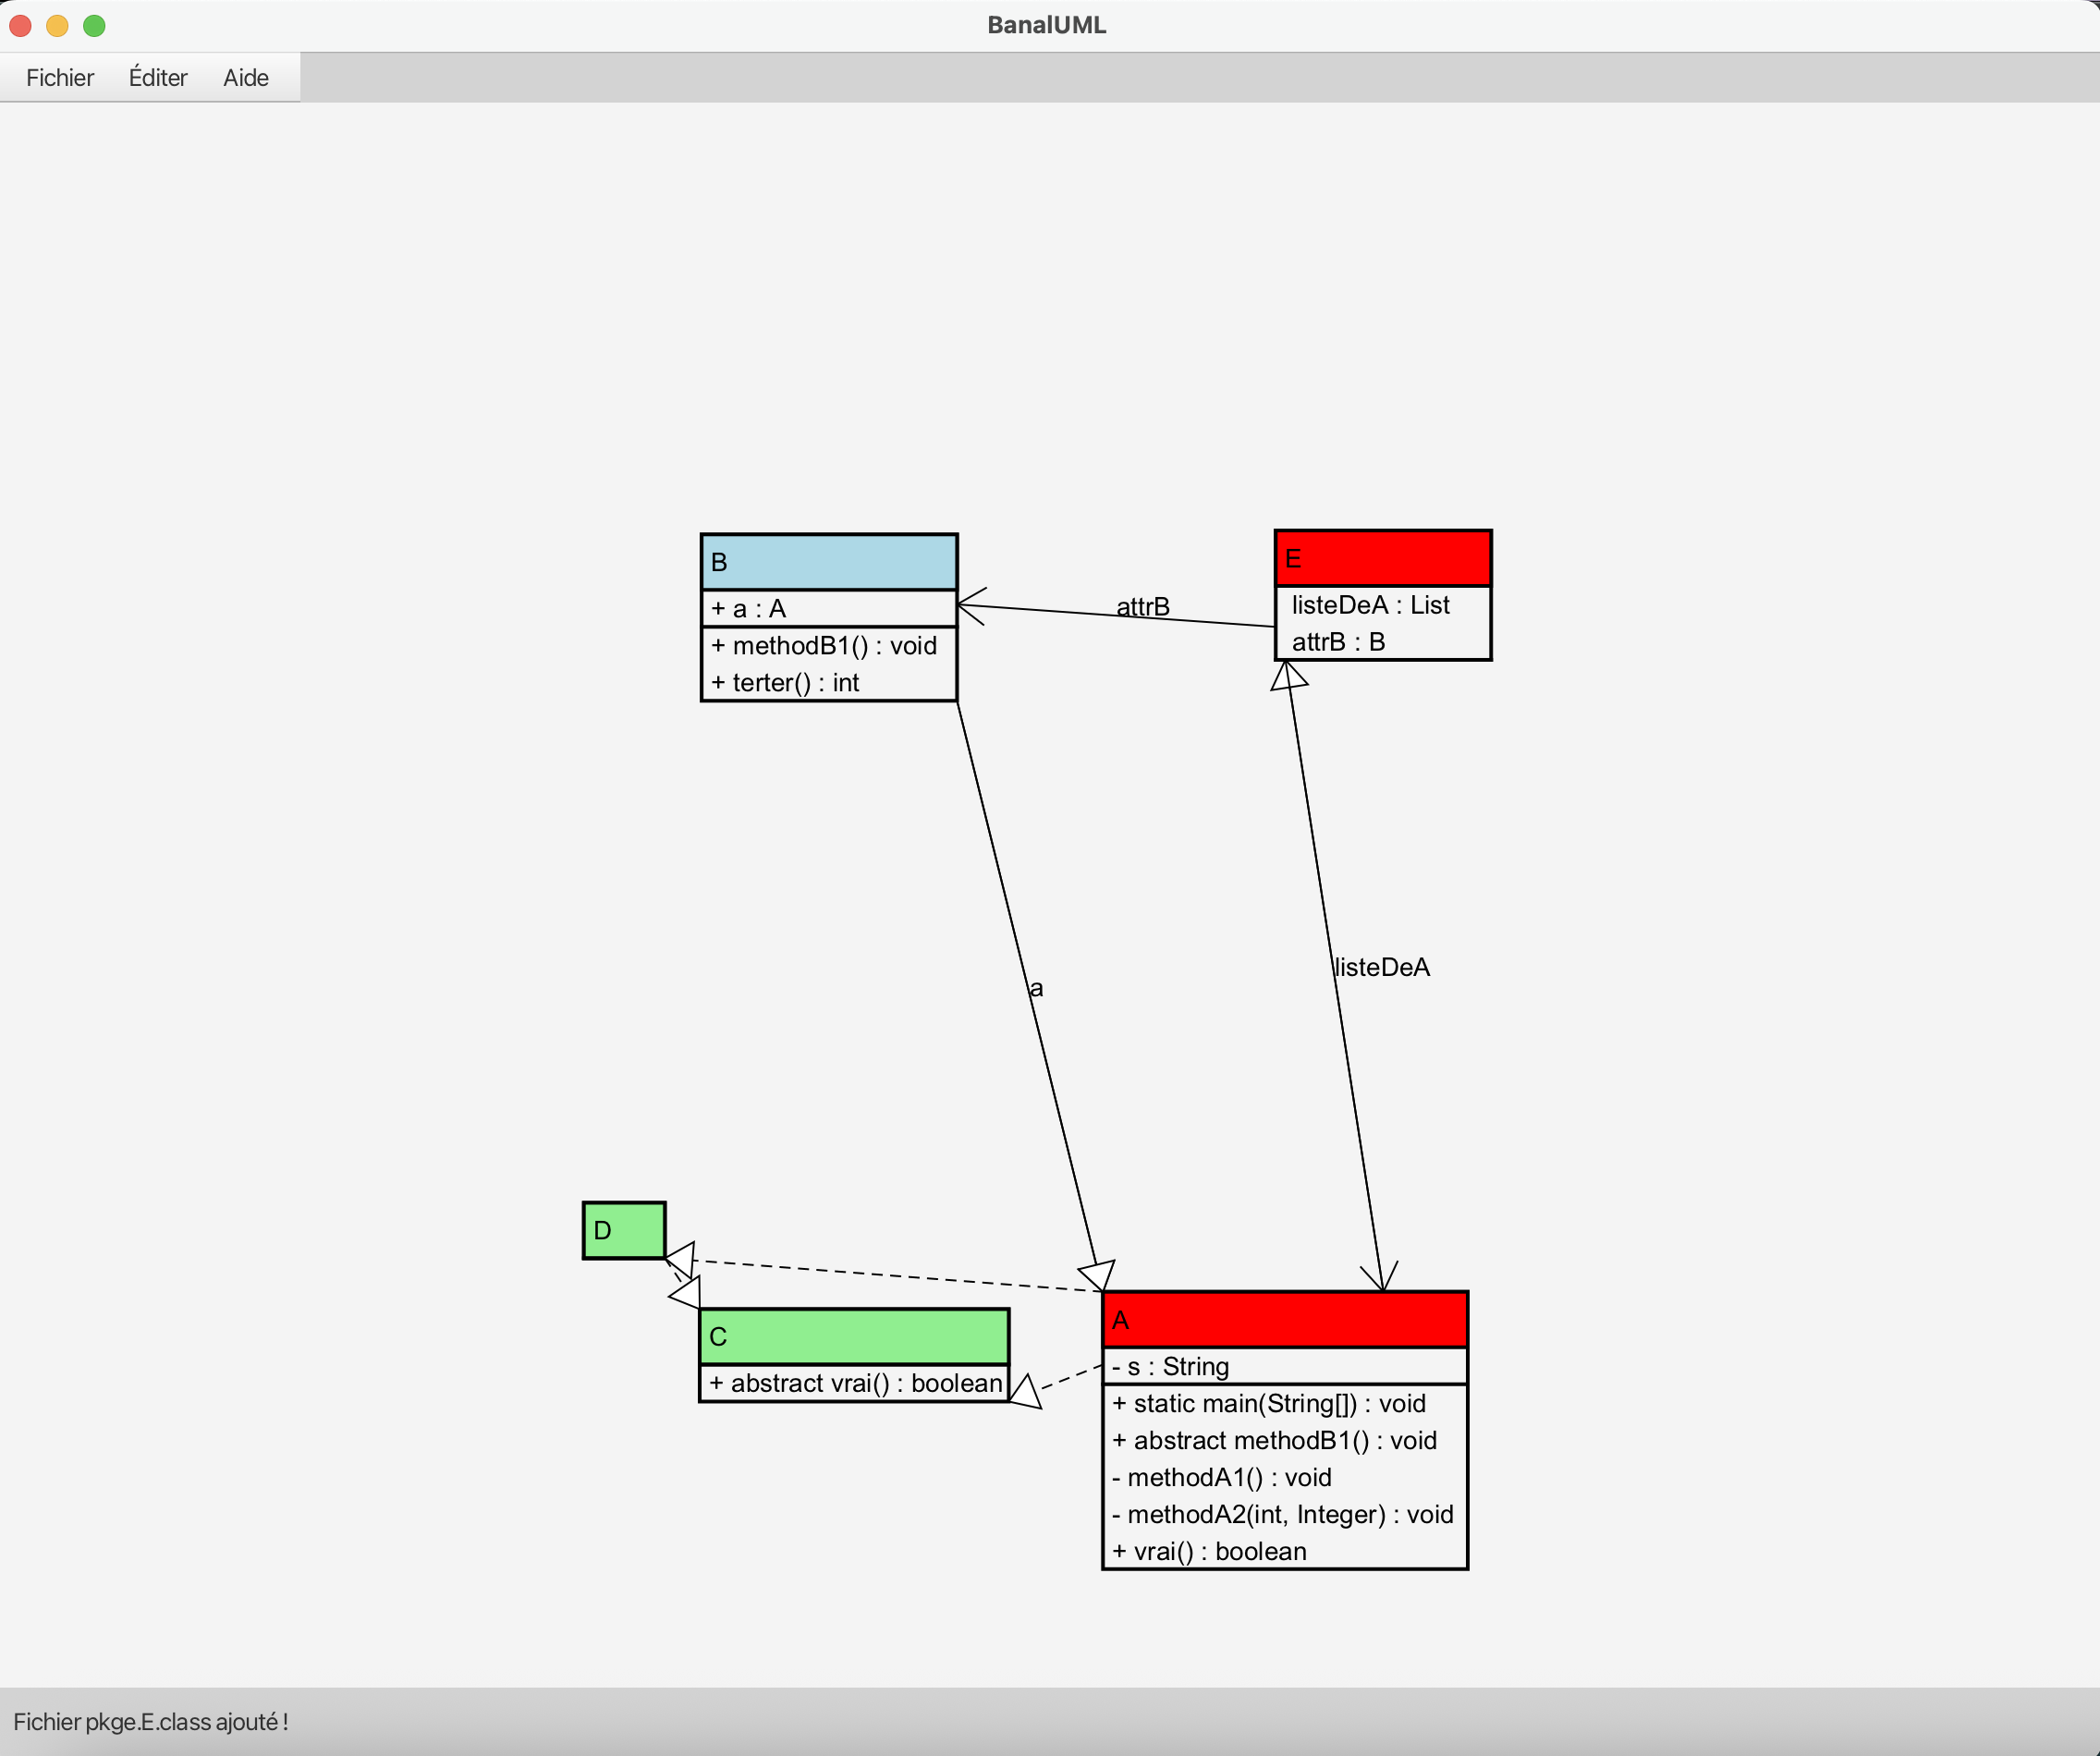 BanalUML
Fichier Éditer Aide
B
+ a : A
+ methodB1() : void
+ terter() : int
attrB
E
listeDeA : List
attrB : B
a
listeDeA
D
C
+ abstract vrai() : boolean
A
- s : String
+ static main(String[]) : void
+ abstract methodB1() : void
- methodA1() : void
- methodA2(int, Integer) : void
+ vrai() : boolean
Fichier pkge.E.class ajouté !